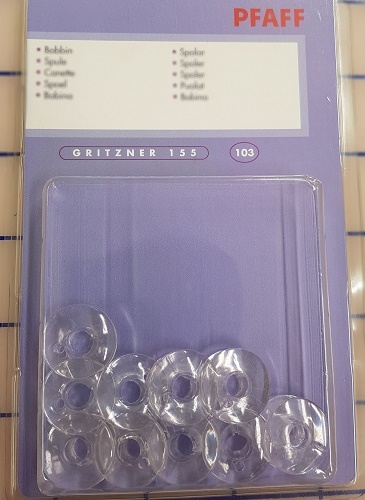 PFAFF
• Bobbin
• Spule
• Canette
• Spoel
• Bobina
• Spolar
• Spoler
• Spoler
• Puolat
• Bobina
GRITZNER 155 103